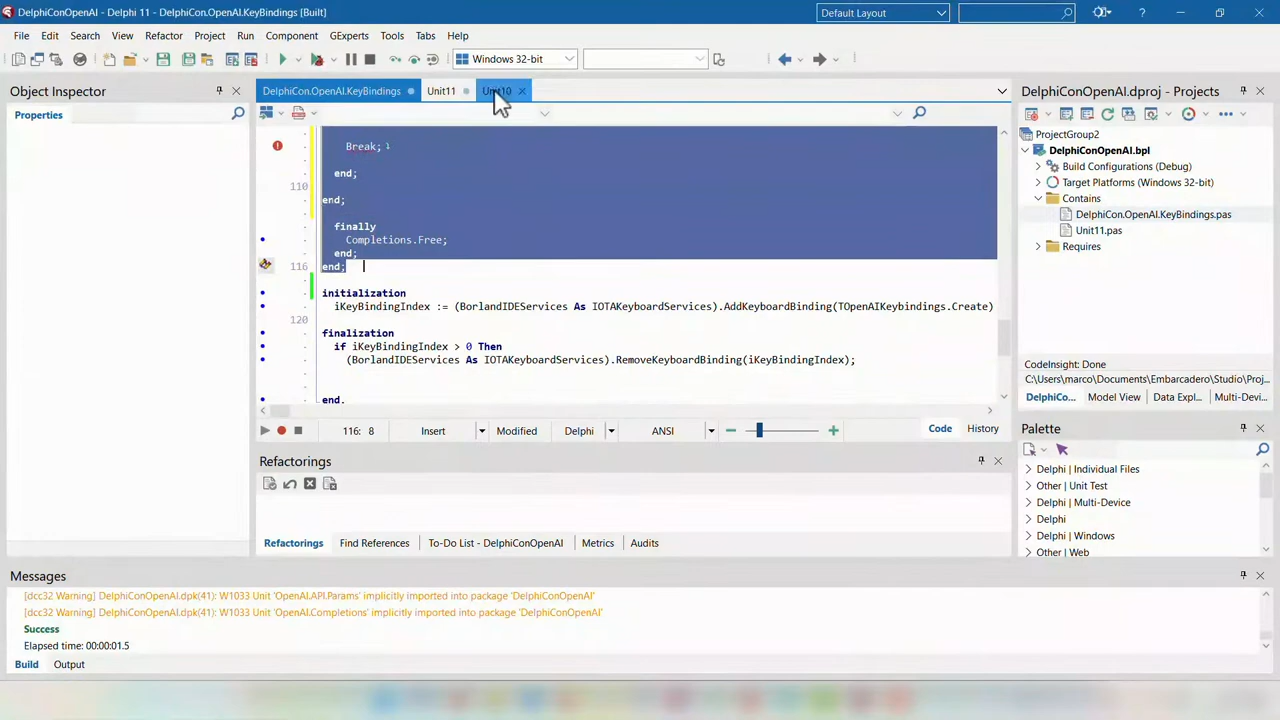 DelphiConOpenAI - Delphi 11 - DelphiCon.OpenAI.KeyBindings [Built]
Default Layout
File Edit Search View Refactor Project Run Component GExperts Tools Tabs Help
Windows 32-bit
Object Inspector
Properties
DelphiCon.OpenAI.KeyBindings Unit11 Unit10
Break;
end;
110
end;
finally
Completions.Free;
end;
116 end;
initialization
iKeyBindingIndex := (BorlandIDEServices As IOTAKeyboardServices).AddKeyboardBinding(TOpenAIKeybindings.Create)
120
finalization
if iKeyBindingIndex > 0 Then
(BorlandIDEServices As IOTAKeyboardServices).RemoveKeyboardBinding(iKeyBindingIndex);
end.
116: 8 Insert Modified Delphi ANSI Code History
Refactorings
Refactorings Find References To-Do List - DelphiConOpenAI Metrics Audits
DelphiConOpenAI.dproj - Projects
ProjectGroup2
DelphiConOpenAI.bpl
Build Configurations (Debug)
Target Platforms (Windows 32-bit)
Contains
DelphiCon.OpenAI.KeyBindings.pas
Unit11.pas
Requires
CodeInsight: Done
C:\Users\marco\Documents\Embarcadero\Studio\Proj...
DelphiCo... Model View Data Expl... Multi-Devi...
Palette
Delphi | Individual Files
Other | Unit Test
Delphi | Multi-Device
Delphi
Delphi | Windows
Other | Web
Messages
[dcc32 Warning] DelphiConOpenAI.dpk(41): W1033 Unit 'OpenAI.API.Params' implicitly imported into package 'DelphiConOpenAI'
[dcc32 Warning] DelphiConOpenAI.dpk(41): W1033 Unit 'OpenAI.Completions' implicitly imported into package 'DelphiConOpenAI'
Success
Elapsed time: 00:00:01.5
Build Output